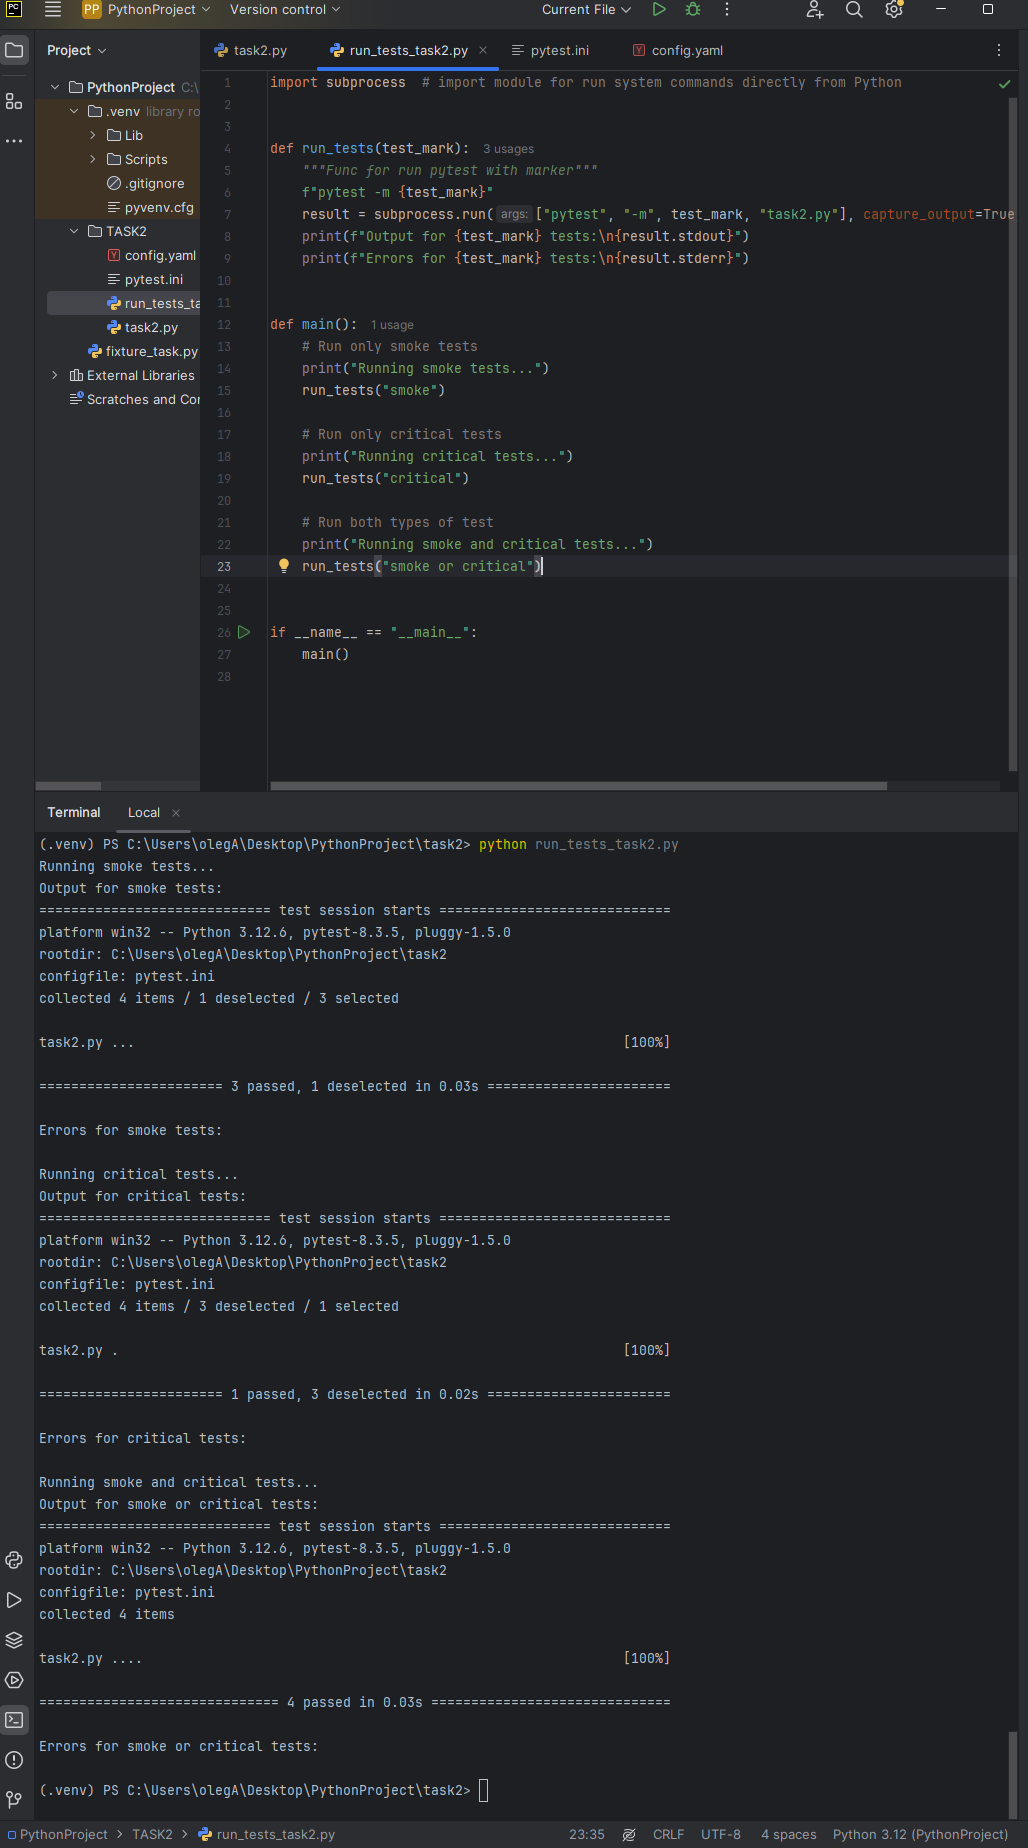 PC PP PythonProject Version control Current File
Project
task2.py run_tests_task2.py pytest.ini config.yaml
PythonProject C:\
.venv library ro
Lib
Scripts
.gitignore
pyvenv.cfg
TASK2
config.yaml
pytest.ini
run_tests_ta
task2.py
fixture_task.py
External Libraries
Scratches and Cor
1 import subprocess  # import module for run system commands directly from Python
2
3
4 def run_tests(test_mark):  3 usages
5     """Func for run pytest with marker"""
6     f"pytest -m {test_mark}"
7     result = subprocess.run( args: ["pytest", "-m", test_mark, "task2.py"], capture_output=True
8     print(f"Output for {test_mark} tests:\n{result.stdout}")
9     print(f"Errors for {test_mark} tests:\n{result.stderr}")
10
11
12 def main():  1 usage
13     # Run only smoke tests
14     print("Running smoke tests...")
15     run_tests("smoke")
16
17     # Run only critical tests
18     print("Running critical tests...")
19     run_tests("critical")
20
21     # Run both types of test
22     print("Running smoke and critical tests...")
23     run_tests("smoke or critical")
24
25
26 if __name__ == "__main__":
27     main()
28
Terminal Local
(.venv) PS C:\Users\olegA\Desktop\PythonProject\task2> python run_tests_task2.py
Running smoke tests...
Output for smoke tests:
============================= test session starts =============================
platform win32 -- Python 3.12.6, pytest-8.3.5, pluggy-1.5.0
rootdir: C:\Users\olegA\Desktop\PythonProject\task2
configfile: pytest.ini
collected 4 items / 1 deselected / 3 selected
task2.py ... [100%]
======================= 3 passed, 1 deselected in 0.03s =======================
Errors for smoke tests:
Running critical tests...
Output for critical tests:
============================= test session starts =============================
platform win32 -- Python 3.12.6, pytest-8.3.5, pluggy-1.5.0
rootdir: C:\Users\olegA\Desktop\PythonProject\task2
configfile: pytest.ini
collected 4 items / 3 deselected / 1 selected
task2.py . [100%]
======================= 1 passed, 3 deselected in 0.02s =======================
Errors for critical tests:
Running smoke and critical tests...
Output for smoke or critical tests:
============================= test session starts =============================
platform win32 -- Python 3.12.6, pytest-8.3.5, pluggy-1.5.0
rootdir: C:\Users\olegA\Desktop\PythonProject\task2
configfile: pytest.ini
collected 4 items
task2.py .... [100%]
============================== 4 passed in 0.03s ==============================
Errors for smoke or critical tests:
(.venv) PS C:\Users\olegA\Desktop\PythonProject\task2>
PythonProject > TASK2 > run_tests_task2.py 23:35 CRLF UTF-8 4 spaces Python 3.12 (PythonProject)